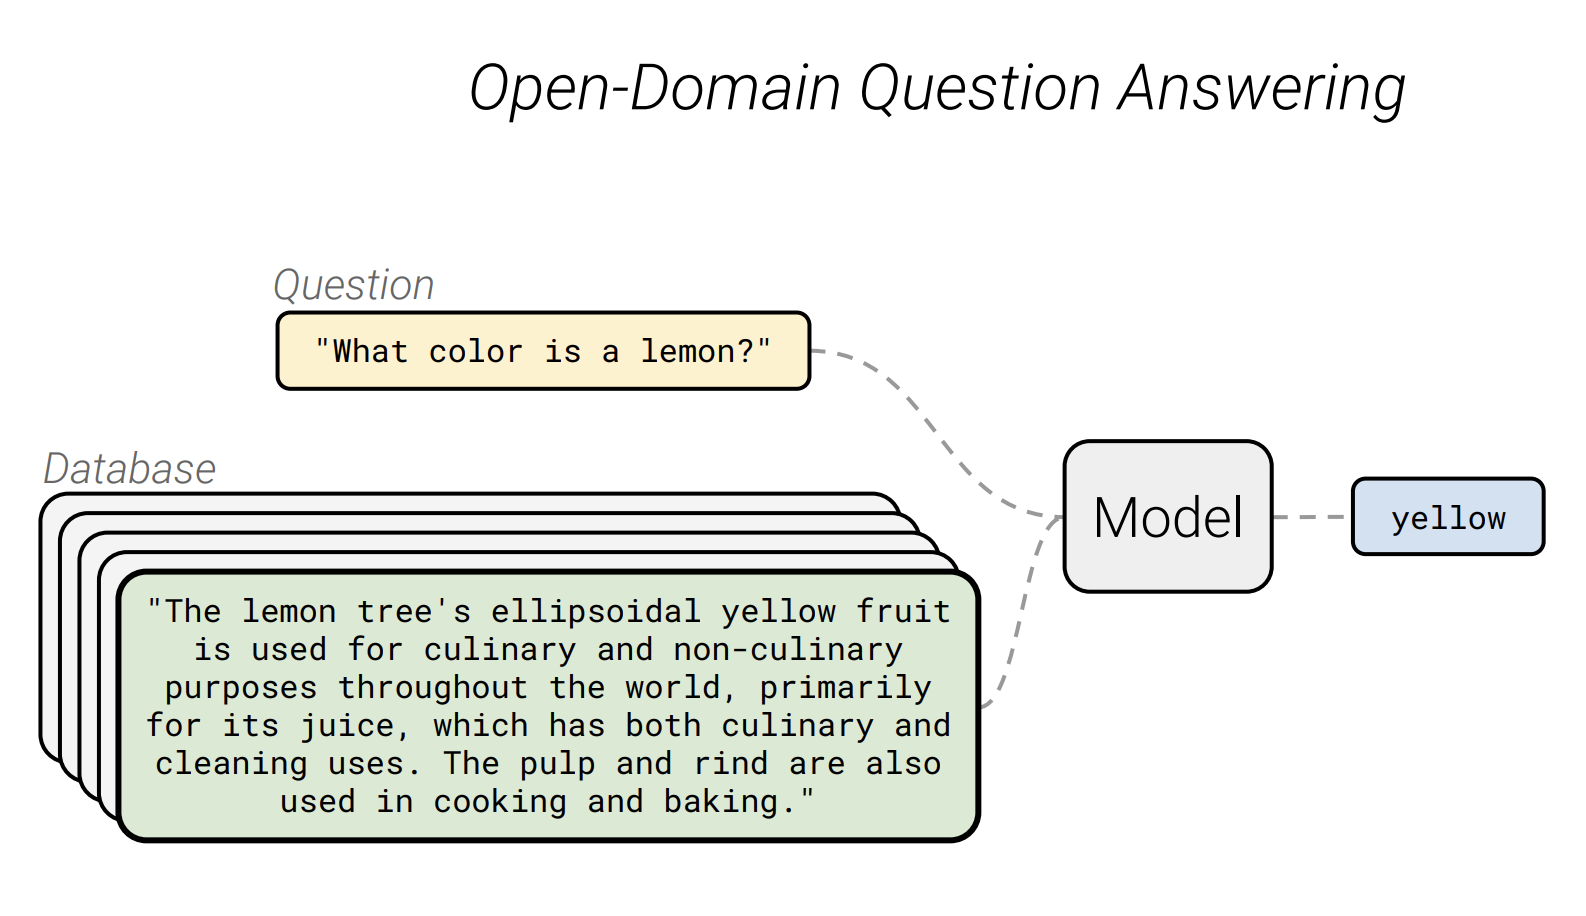 Open-Domain Question Answering
Question
"What color is a lemon?"
Database
"The lemon tree's ellipsoidal yellow fruit
is used for culinary and non-culinary
purposes throughout the world, primarily
for its juice, which has both culinary and
cleaning uses. The pulp and rind are also
used in cooking and baking."
Model
yellow